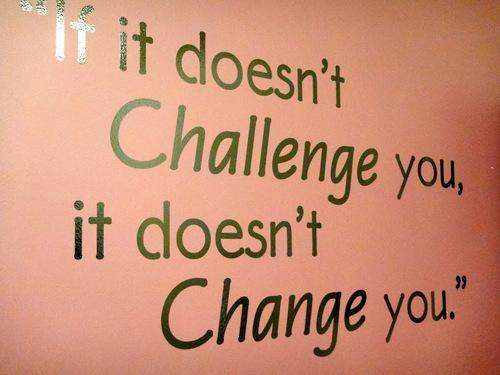 "If it doesn't
Challenge you,
it doesn't
Change you."